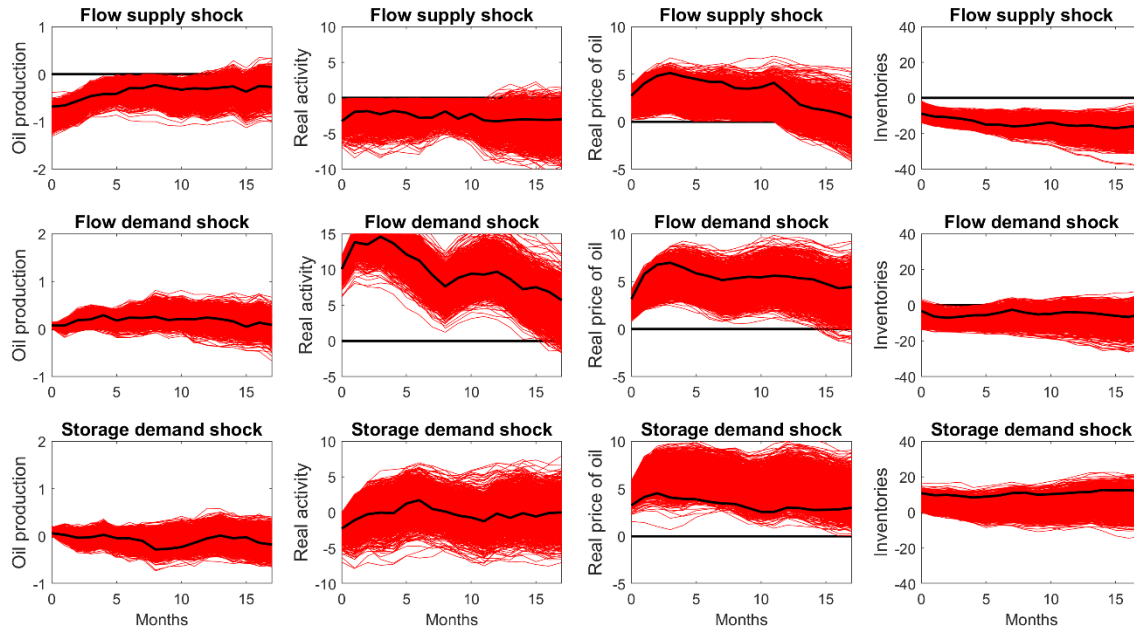 Flow supply shock
Oil production
1
0
-1
-2
0 5 10 15
Flow supply shock
Real activity
10
5
0
-5
-10
0 5 10 15
Flow supply shock
Real price of oil
10
5
0
-5
0 5 10 15
Flow supply shock
Inventories
40
20
0
-20
-40
0 5 10 15
Flow demand shock
Oil production
2
1
0
-1
0 5 10 15
Flow demand shock
Real activity
15
10
5
0
-5
0 5 10 15
Flow demand shock
Real price of oil
10
5
0
-5
0 5 10 15
Flow demand shock
Inventories
40
20
0
-20
-40
0 5 10 15
Storage demand shock
Oil production
2
1
0
-1
0 5 10 15
Months
Storage demand shock
Real activity
10
5
0
-5
-10
0 5 10 15
Months
Storage demand shock
Real price of oil
10
5
0
-5
0 5 10 15
Months
Storage demand shock
Inventories
40
20
0
-20
-40
0 5 10 15
Months